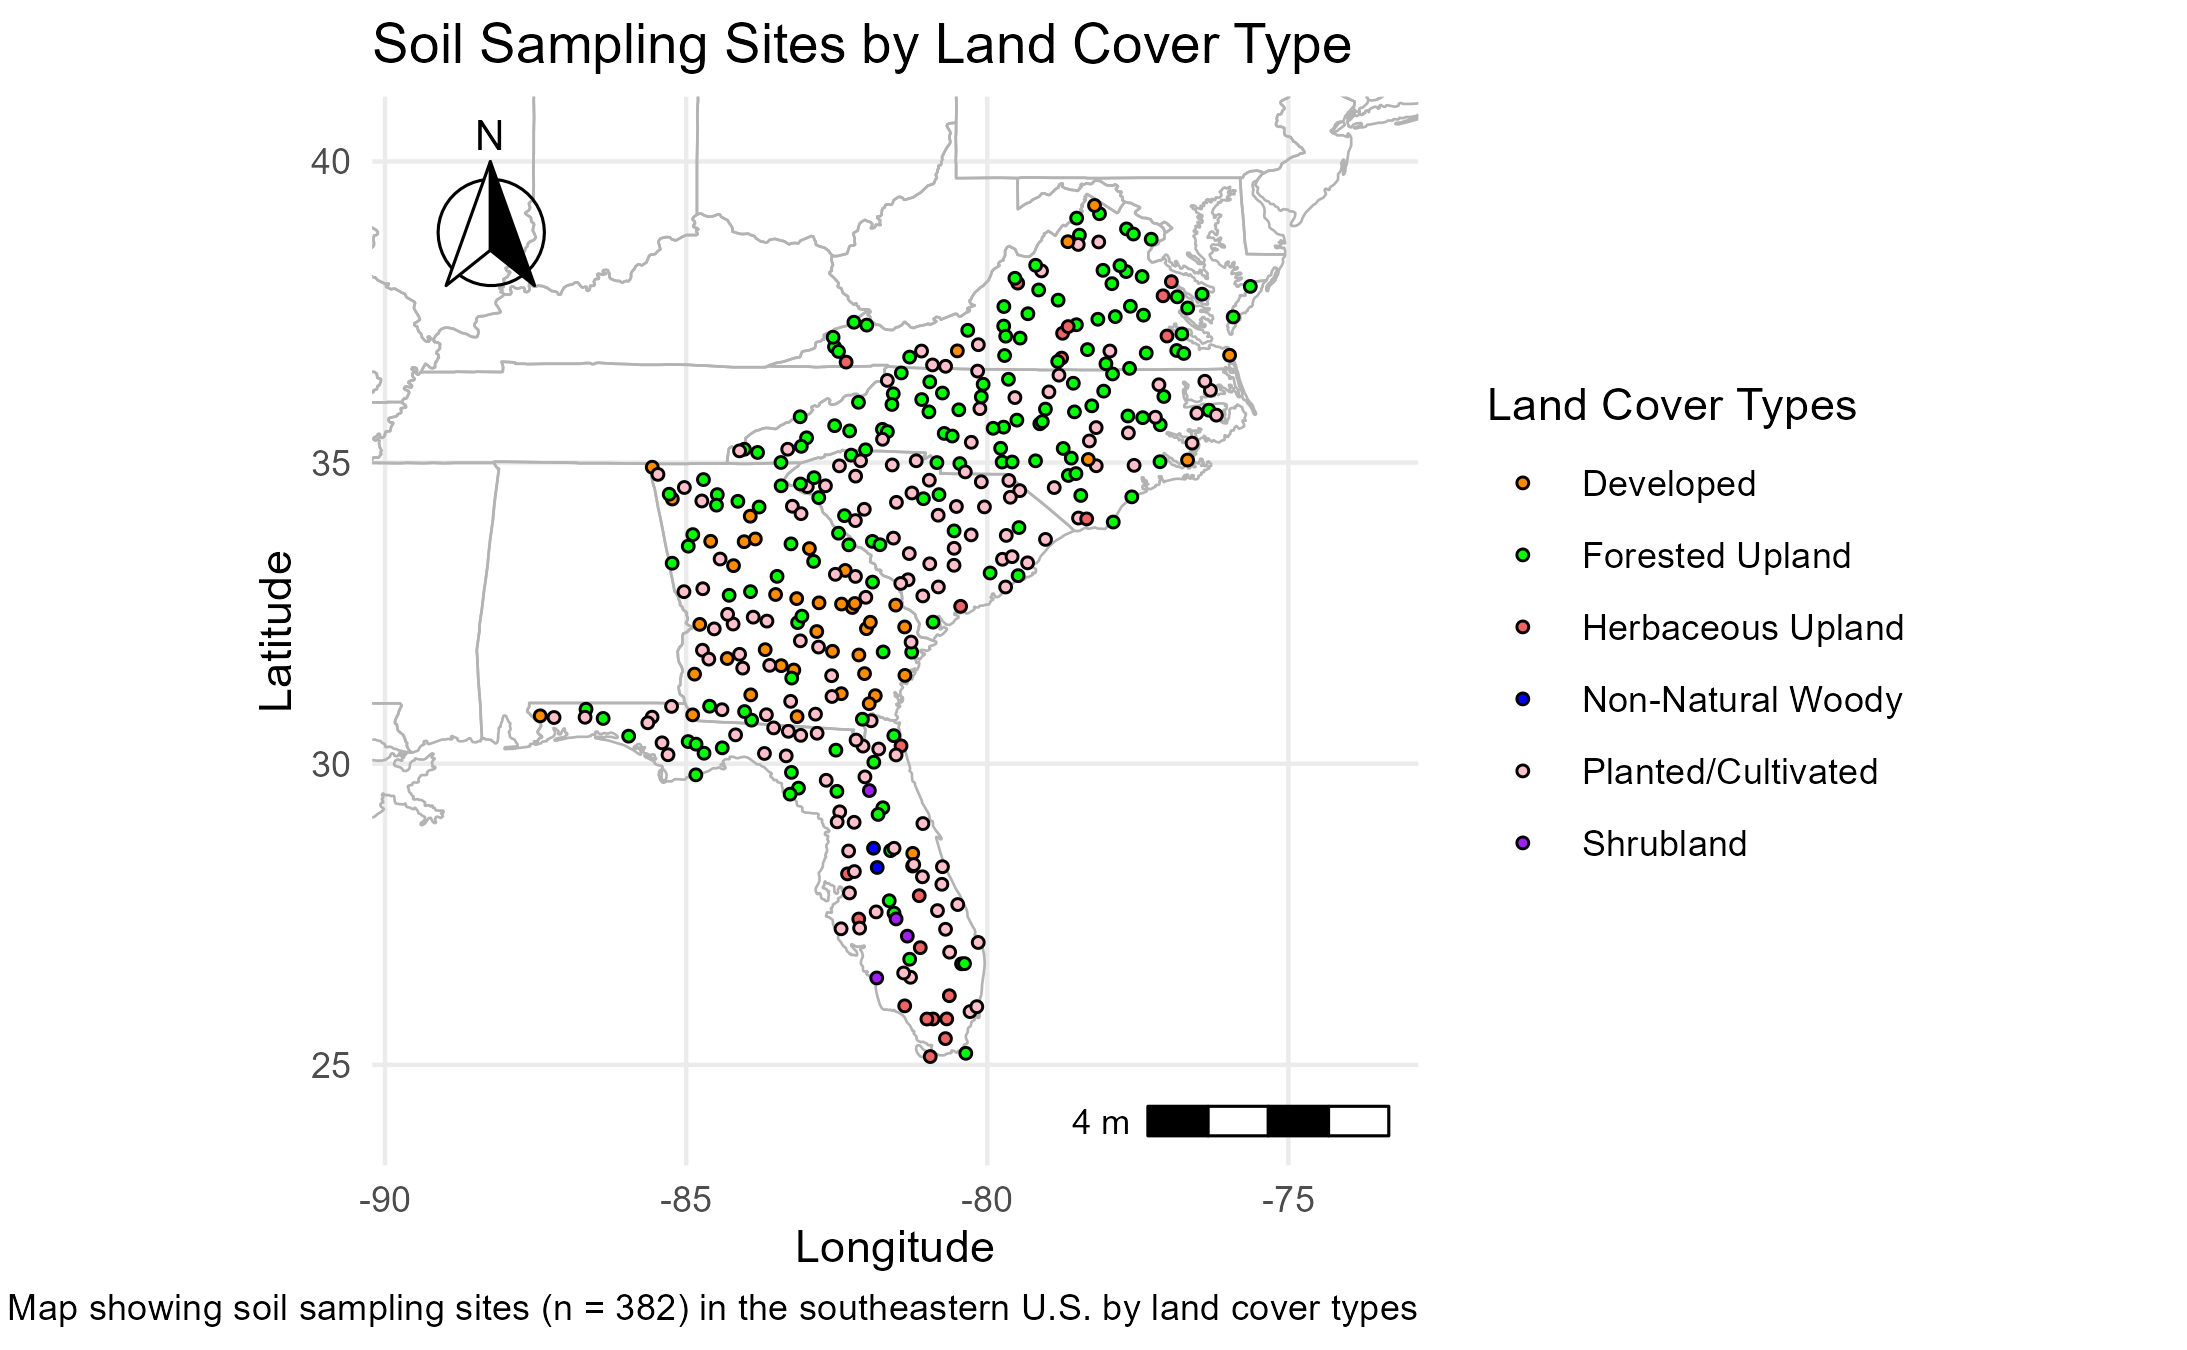 Soil Sampling Sites by Land Cover Type
N
40
35
30
25
Latitude
4 m
-90 -85 -80 -75
Longitude
Land Cover Types
Developed
Forested Upland
Herbaceous Upland
Non-Natural Woody
Planted/Cultivated
Shrubland
Map showing soil sampling sites (n = 382) in the southeastern U.S. by land cover types